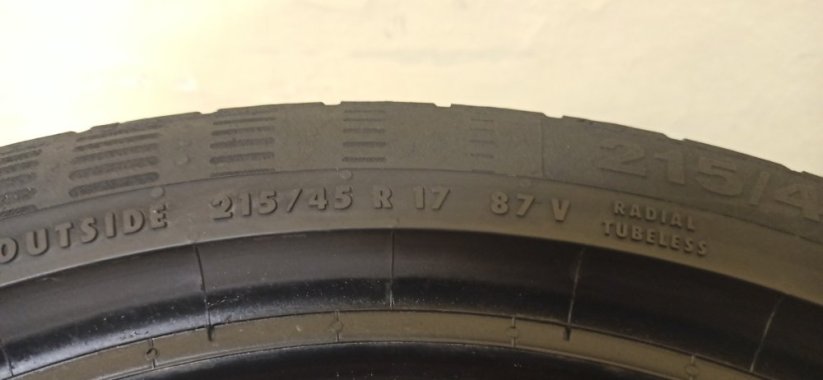 215/4
OUTSIDE 215/45 R 17 87 V RADIAL
TUBELESS